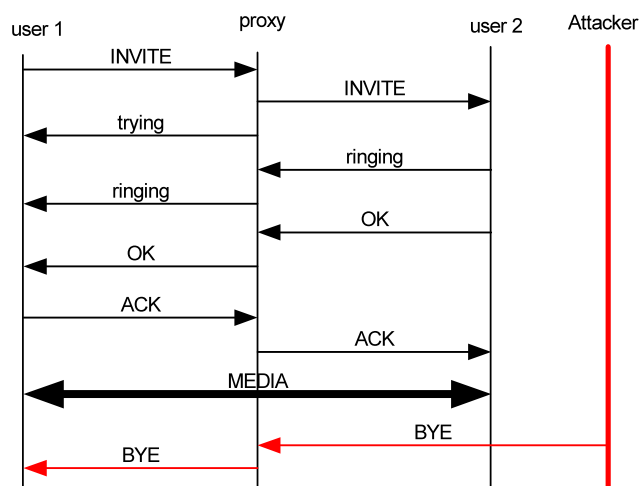 user 1
proxy
user 2
Attacker
INVITE
INVITE
trying
ringing
ringing
OK
OK
ACK
ACK
MEDIA
BYE
BYE